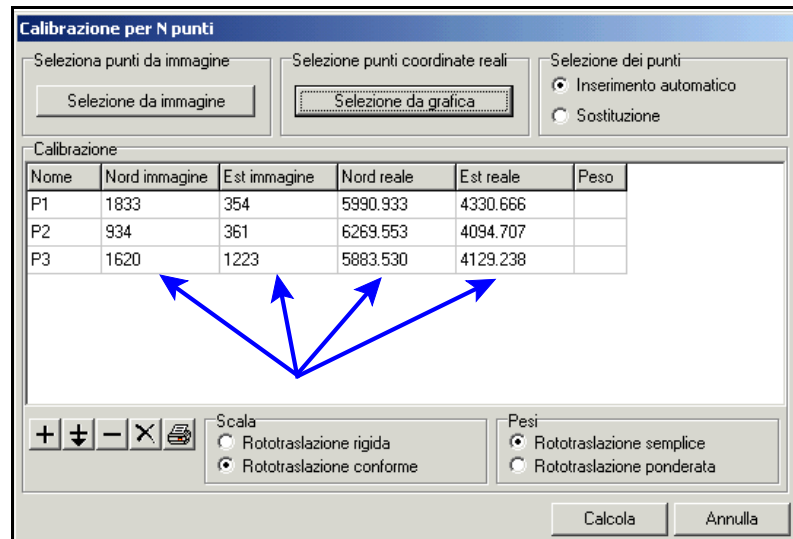 Calibrazione per N punti
Seleziona punti da immagine
Selezione punti coordinate reali
Selezione dei punti
Selezione da immagine
Selezione da grafica
Inserimento automatico
Sostituzione
Calibrazione
Nome Nord immagine Est immagine Nord reale Est reale Peso
P1 1833 354 5990.933 4330.666
P2 934 361 6269.553 4094.707
P3 1620 1223 5883.530 4129.238
Scala
Rototraslazione rigida
Rototraslazione conforme
Pesi
Rototraslazione semplice
Rototraslazione ponderata
Calcola
Annulla